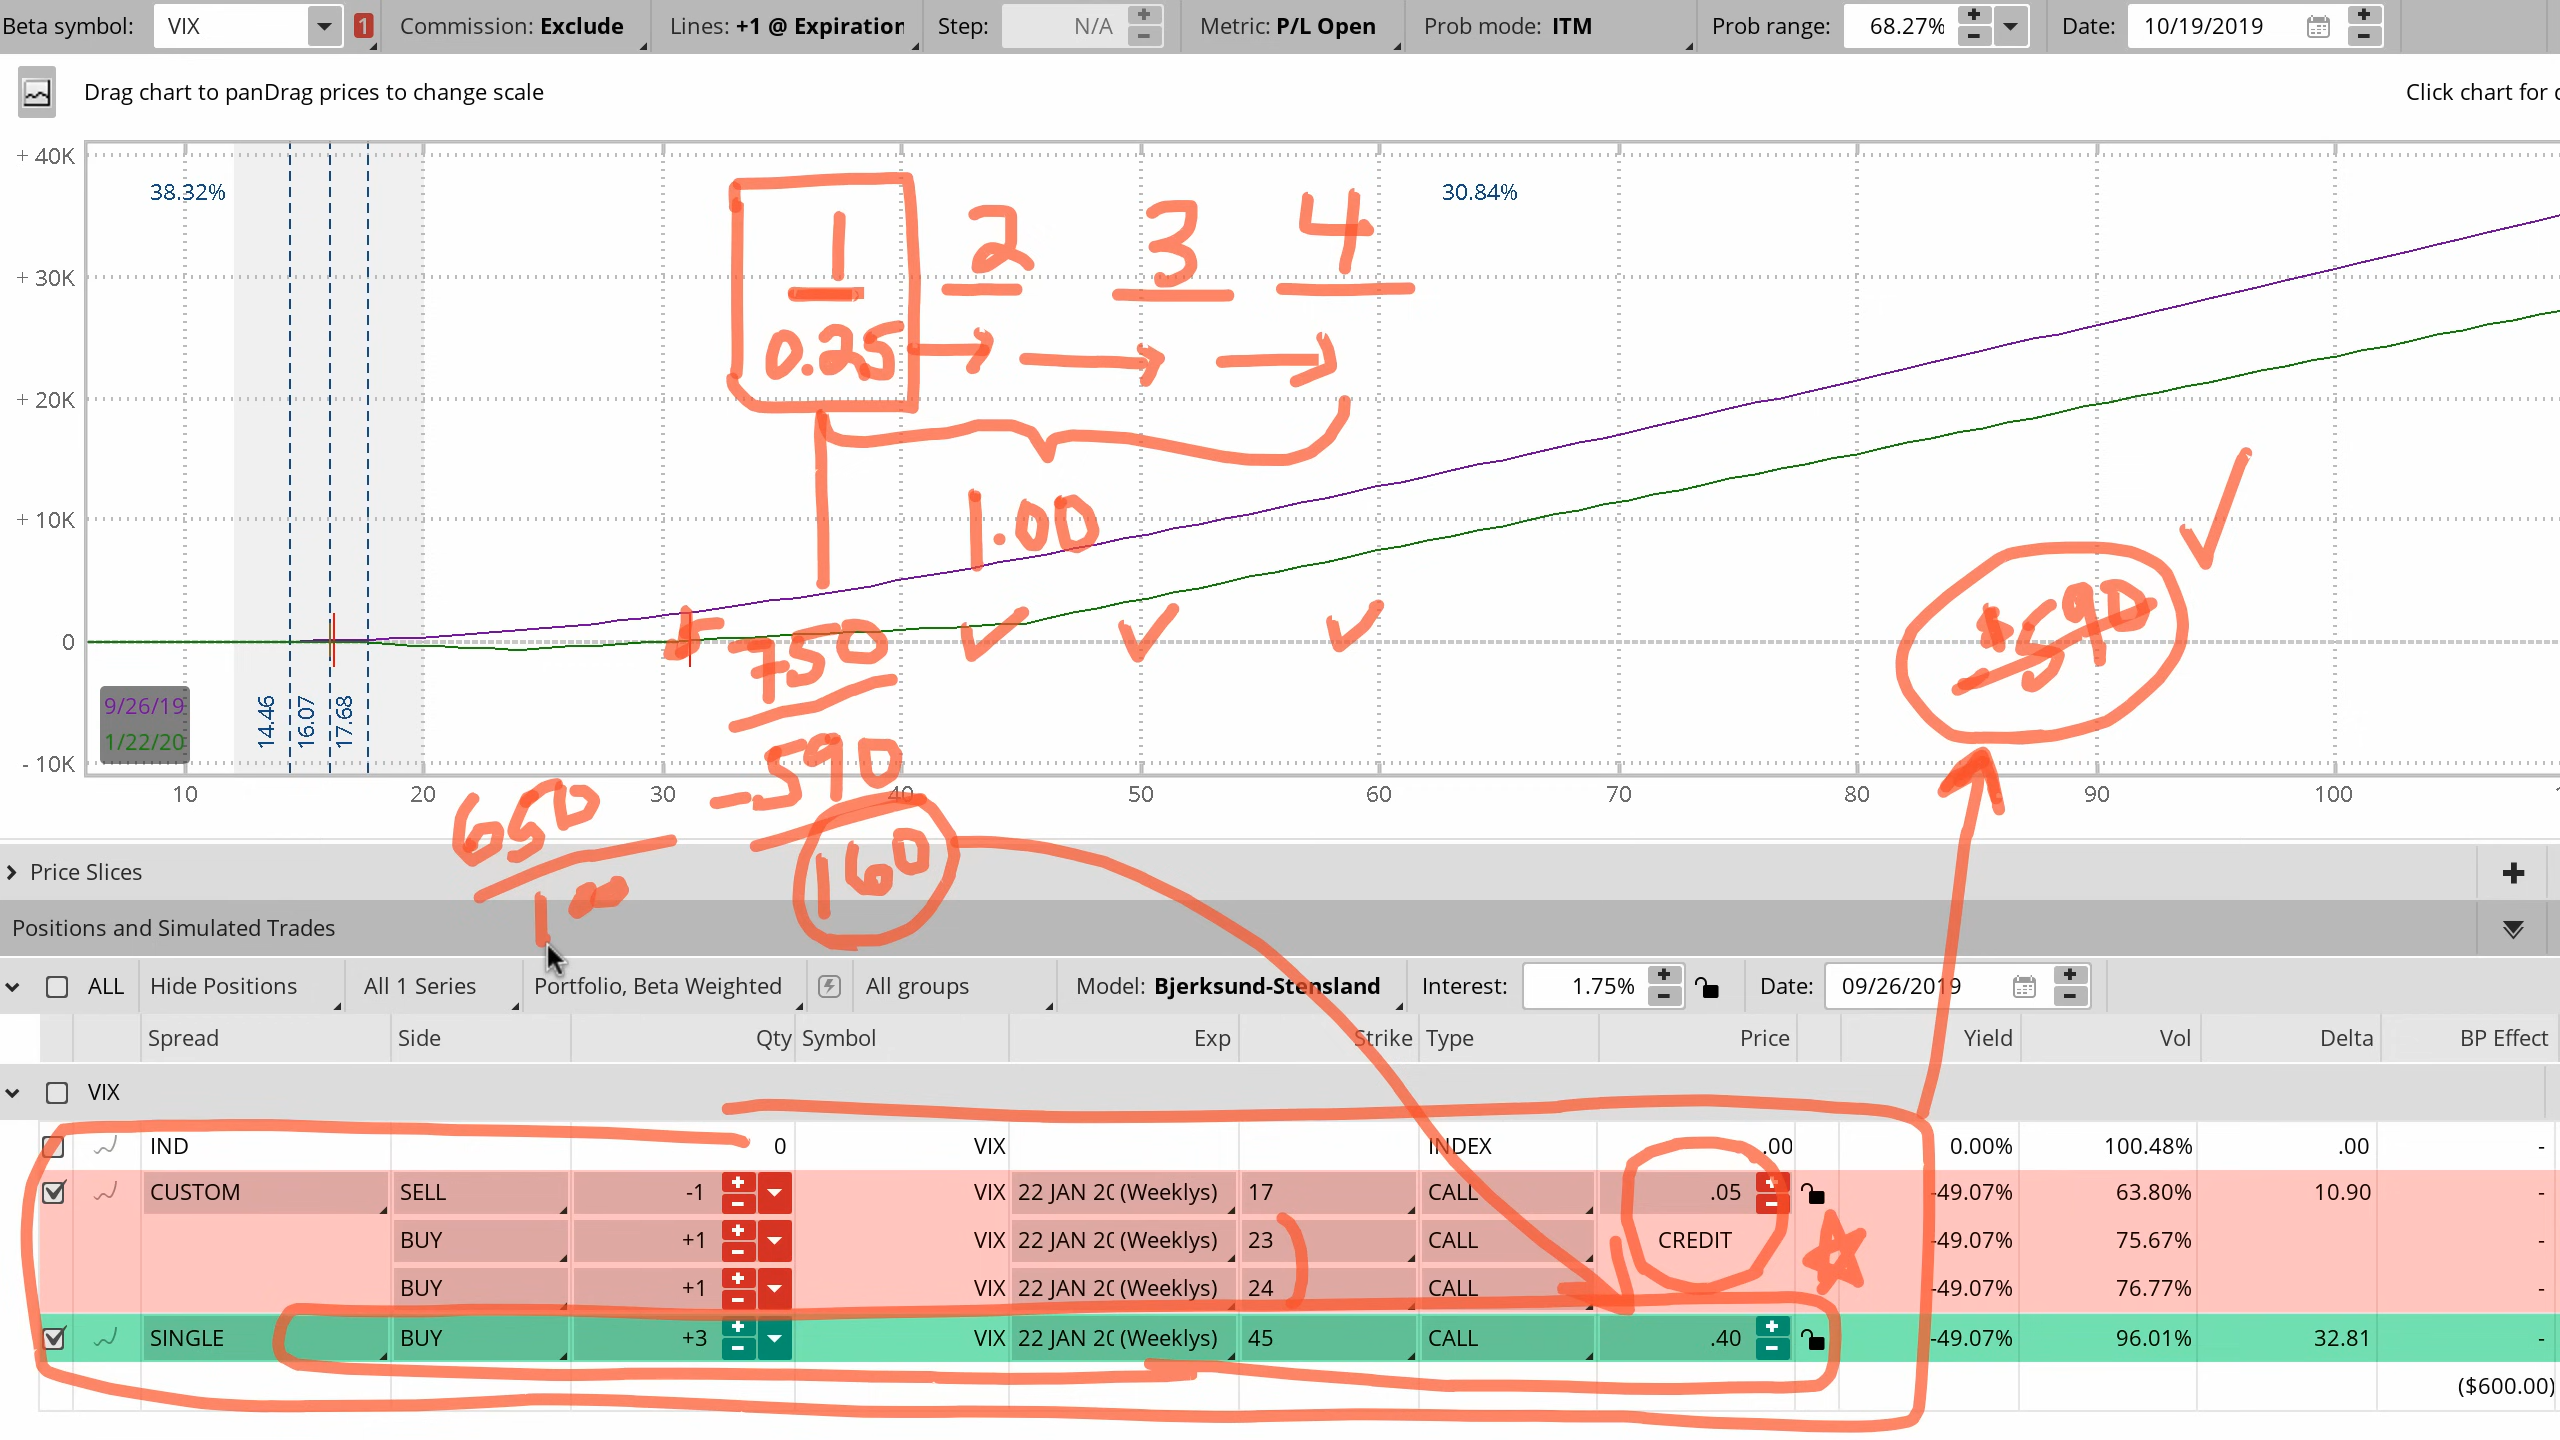 Beta symbol: VIX 1 Commission: Exclude Lines: +1 @ Expiration Step: N/A Metric: P/L Open Prob mode: ITM Prob range: 68.27% Date: 10/19/2019
Drag chart to panDrag prices to change scale Click chart for
+ 40K
38.32% 30.84%
1 2 3 4
+ 30K
0.25
+ 20K
1.00
+ 10K
0
750
$590
-590
160
650
100
9/26/19
1/22/20
14.46 16.07 17.68
- 10K
10 20 30 40 50 60 70 80 90 100
Price Slices
Positions and Simulated Trades
ALL Hide Positions All 1 Series Portfolio, Beta Weighted All groups Model: Bjerksund-Stensland Interest: 1.75% Date: 09/26/2019
Spread Side Qty Symbol Exp Strike Type Price Yield Vol Delta BP Effect
VIX
IND 0 VIX INDEX .00 0.00% 100.48% .00 -
CUSTOM SELL -1 VIX 22 JAN 20 (Weeklys) 17 CALL .05 -49.07% 63.80% 10.90 -
BUY +1 VIX 22 JAN 20 (Weeklys) 23 CALL CREDIT -49.07% 75.67% -
BUY +1 VIX 22 JAN 20 (Weeklys) 24 CALL -49.07% 76.77% -
SINGLE BUY +3 VIX 22 JAN 20 (Weeklys) 45 CALL .40 -49.07% 96.01% 32.81 -
($600.00)